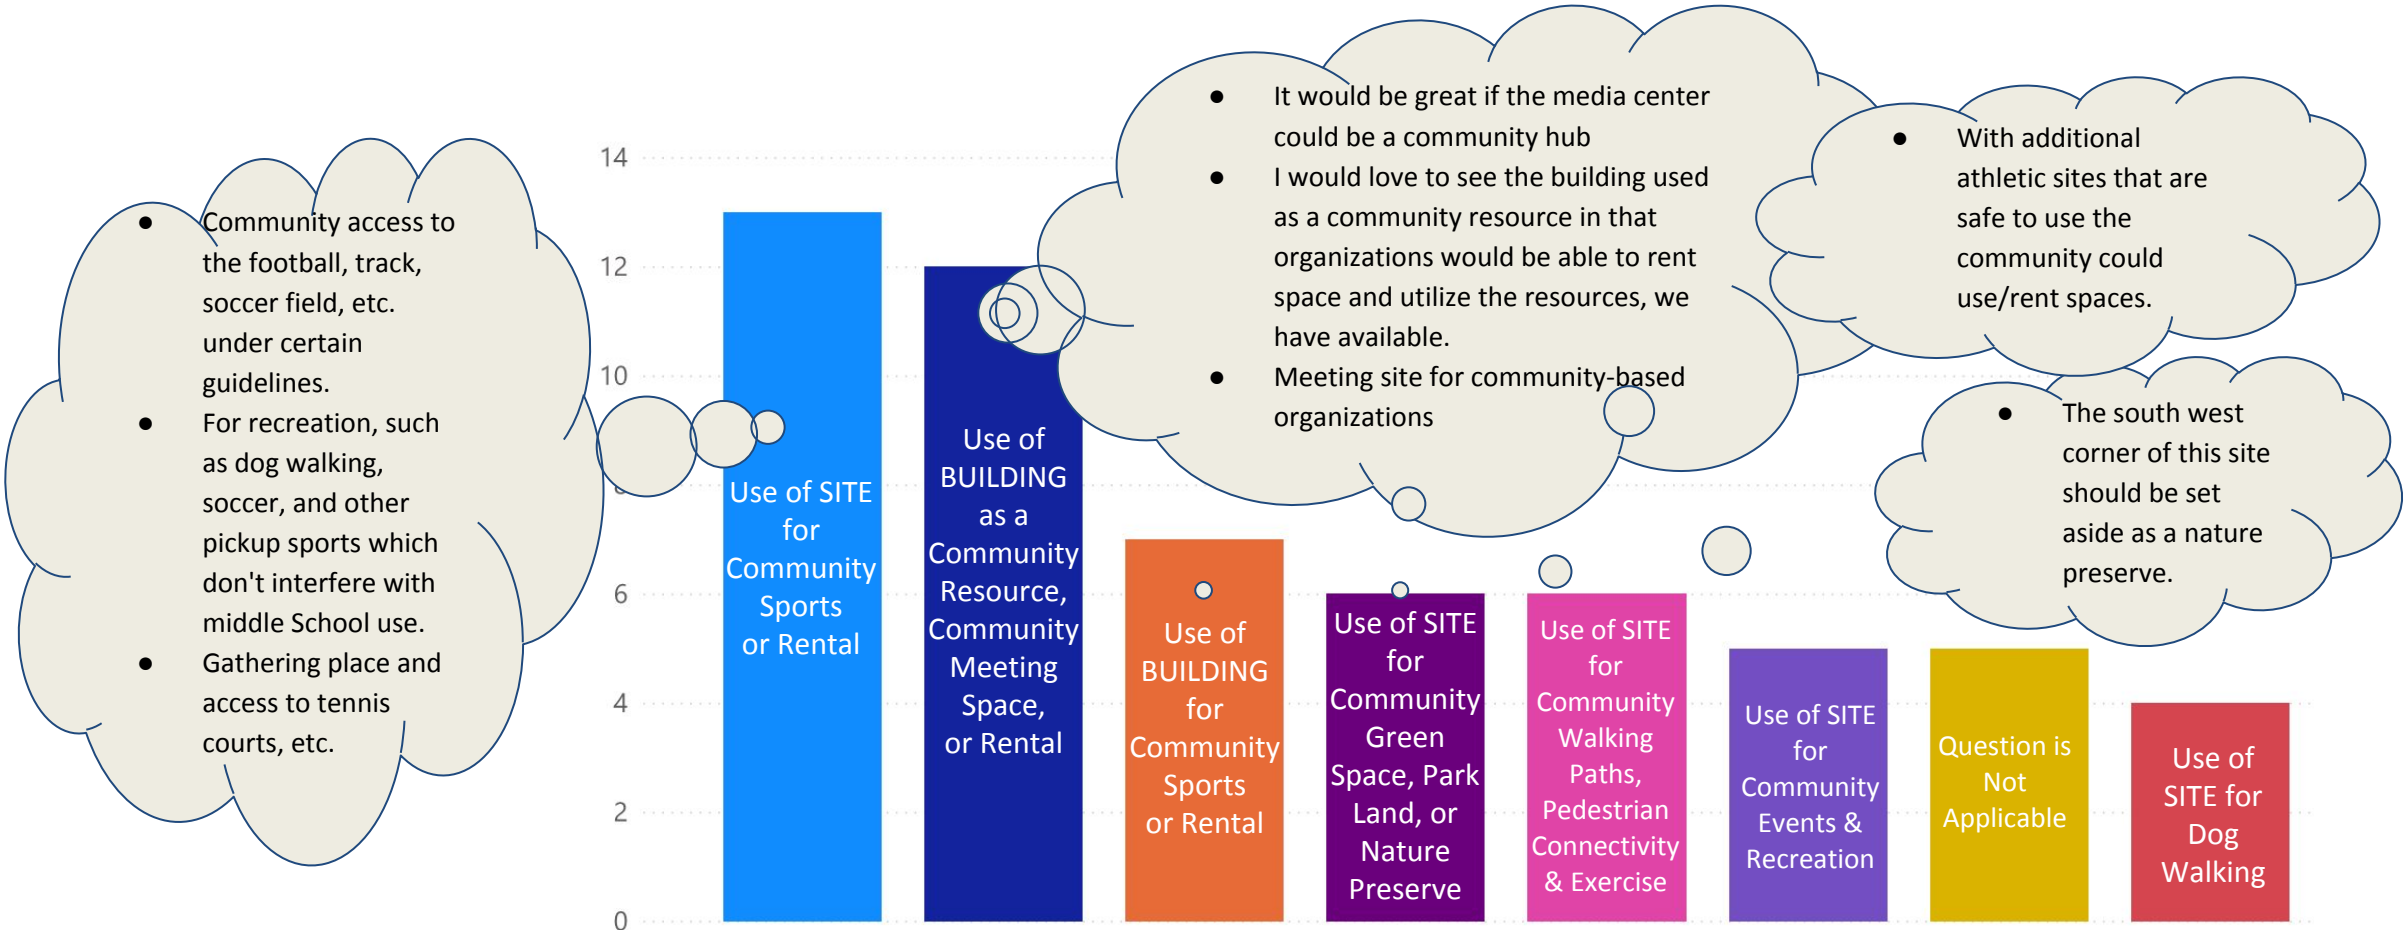 ● Community access to
the football, track,
soccer field, etc.
under certain
guidelines.
● For recreation, such
as dog walking,
soccer, and other
pickup sports which
don't interfere with
middle School use.
● Gathering place and
access to tennis
courts, etc.
● It would be great if the media center
could be a community hub
● I would love to see the building used
as a community resource in that
organizations would be able to rent
space and utilize the resources, we
have available.
● Meeting site for community-based
organizations
● With additional
athletic sites that are
safe to use the
community could
use/rent spaces.
● The south west
corner of this site
should be set
aside as a nature
preserve.
14
12
10
8
6
4
2
0
Use of SITE
for
Community
Sports
or Rental
Use of
BUILDING
as a
Community
Resource,
Community
Meeting
Space,
or Rental
Use of
BUILDING
for
Community
Sports
or Rental
Use of SITE
for
Community
Green
Space, Park
Land, or
Nature
Preserve
Use of SITE
for
Community
Walking
Paths,
Pedestrian
Connectivity
& Exercise
Use of SITE
for
Community
Events &
Recreation
Question is
Not
Applicable
Use of
SITE for
Dog
Walking